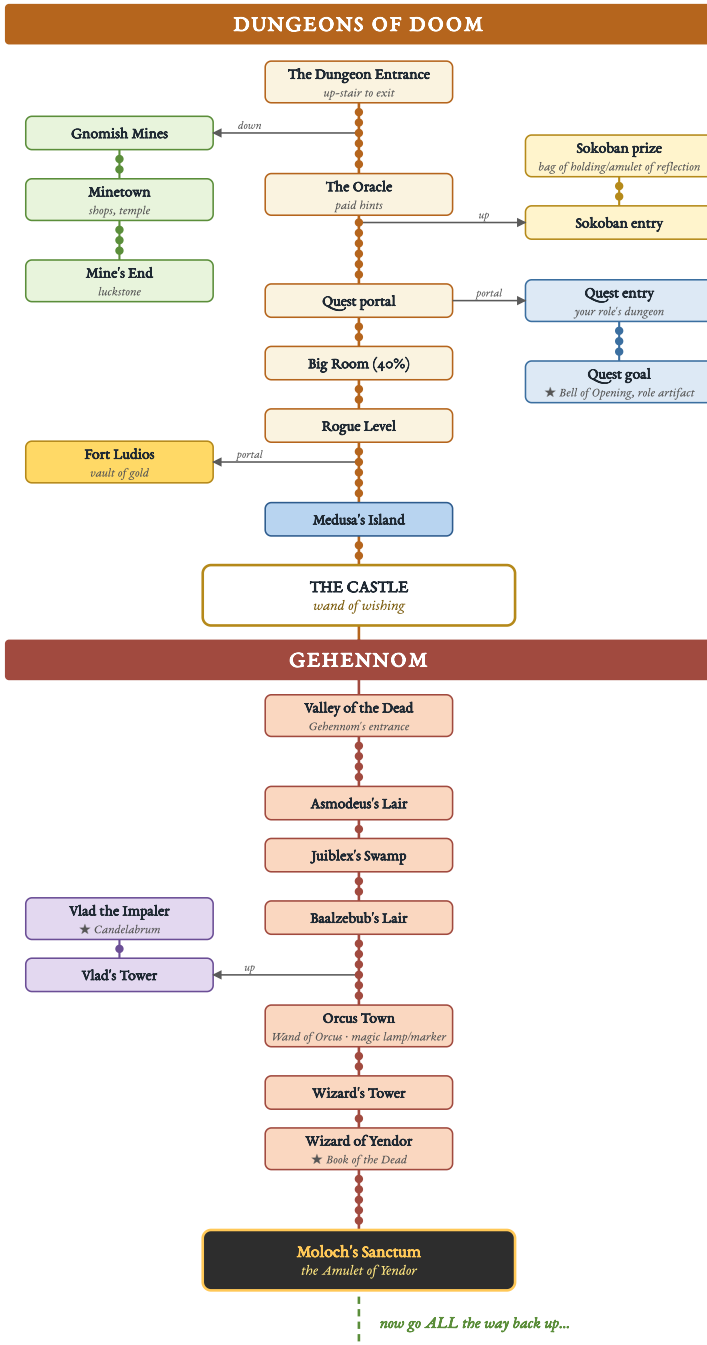 DUNGEONS OF DOOM
The Dungeon Entrance
up-stair to exit
down
Gnomish Mines
Sokoban prize
bag of holding/amulet of reflection
Minetown
shops, temple
The Oracle
paid hints
up
Sokoban entry
Mine's End
luckstone
Quest portal
portal
Quest entry
your role's dungeon
Big Room (40%)
Quest goal
★ Bell of Opening, role artifact
Rogue Level
Fort Ludios
vault of gold
portal
Medusa's Island
THE CASTLE
wand of wishing
GEHENNOM
Valley of the Dead
Gehennom's entrance
Asmodeus's Lair
Juiblex's Swamp
Vlad the Impaler
★ Candelabrum
Baalzebub's Lair
Vlad's Tower
up
Orcus Town
Wand of Orcus · magic lamp/marker
Wizard's Tower
Wizard of Yendor
★ Book of the Dead
Moloch's Sanctum
the Amulet of Yendor
now go ALL the way back up...